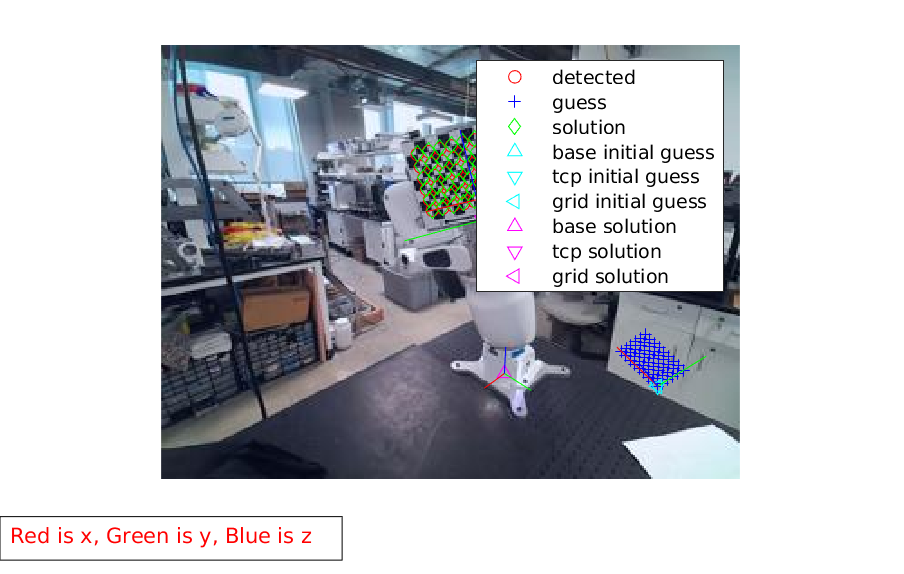 detected
guess
solution
base initial guess
tcp initial guess
grid initial guess
base solution
tcp solution
grid solution
Red is x, Green is y, Blue is z